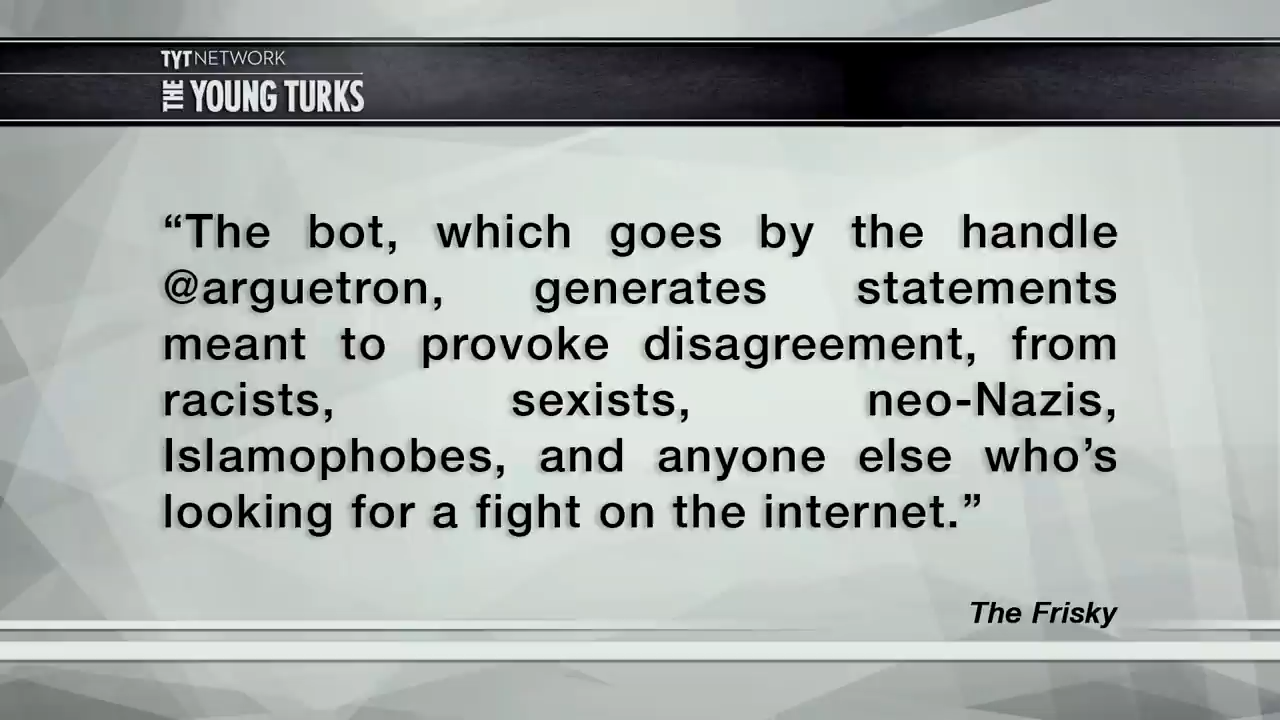 TYT NETWORK
THE YOUNG TURKS
“The bot, which goes by the handle
@arguetron, generates statements
meant to provoke disagreement, from
racists, sexists, neo-Nazis,
Islamophobes, and anyone else who’s
looking for a fight on the internet.”
The Frisky